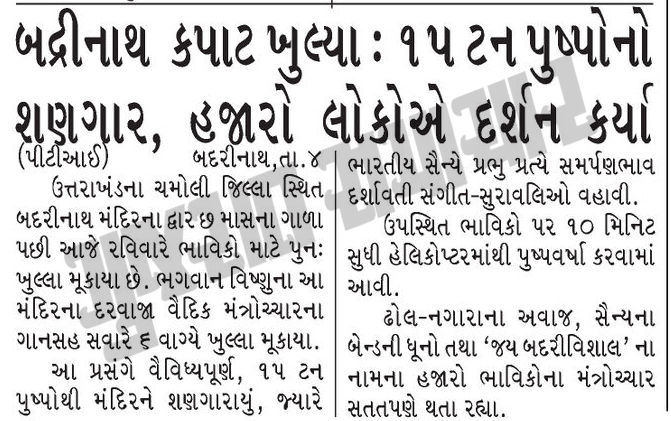 બદ્રીનાથ કપાટ ખુલ્યા : ૧૫ ટન પુષ્પોનો
શણગાર, હજારો લોકોએ દર્શન કર્યા
(પીટીઆઈ) બદરીનાથ,તા.૪
ઉત્તરાખંડના ચમોલી જિલ્લા સ્થિત
બદરીનાથ મંદિરના દ્વાર છ માસના ગાળા
પછી આજે રવિવારે ભાવિકો માટે પુનઃ
ખુલ્લા મૂકાયા છે. ભગવાન વિષ્ણુના આ
મંદિરના દરવાજા વૈદિક મંત્રોચ્ચારના
ગાનસહ સવારે ૬ વાગ્યે ખુલ્લા મૂકાયા.
આ પ્રસંગે વૈવિધ્યપૂર્ણ, ૧૫ ટન
પુષ્પોથી મંદિરને શણગારાયું, જ્યારે
ભારતીય સૈન્યે પ્રભુ પ્રત્યે સમર્પણભાવ
દર્શાવતી સંગીત-સુરાવલિઓ વહાવી.
ઉપસ્થિત ભાવિકો પર ૧૦ મિનિટ
સુધી હેલિકોપ્ટરમાંથી પુષ્પવર્ષા કરવામાં
આવી.
ઢોલ-નગારાના અવાજ, સૈન્યના
બેન્ડની ધૂનો તથા 'જય બદરીવિશાલ' ના
નામના હજારો ભાવિકોના મંત્રોચ્ચાર
સતતપણે થતા રહ્યા.